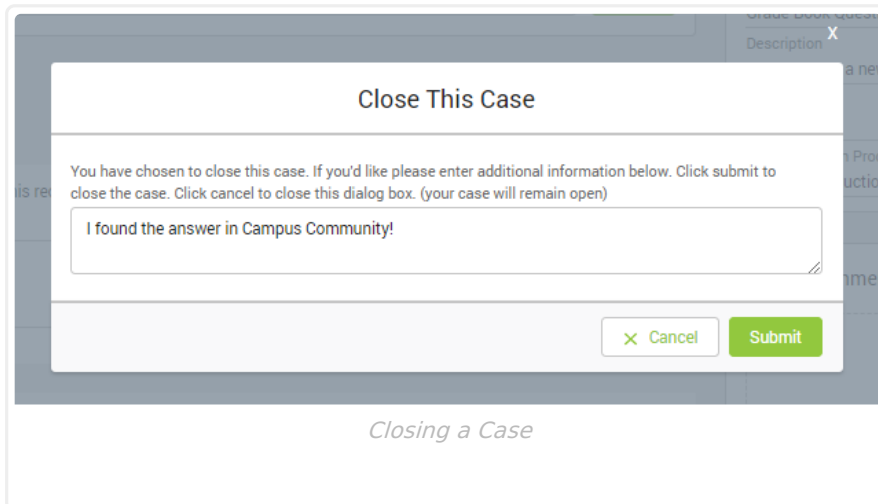 Description
X
a
Close This Case
You have chosen to close this case. If you'd like please enter additional information below. Click submit to
close the case. Click cancel to close this dialog box. (your case will remain open)
I found the answer in Campus Community!
Cancel
Submit
Closing a Case